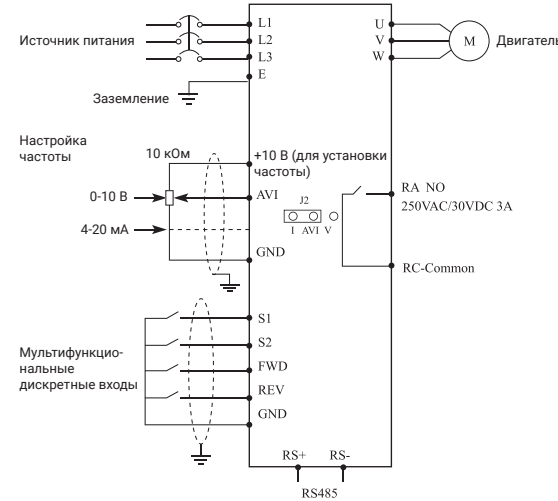 Источник питания
L1
L2
L3
E
U
V
W
M
Двигатель
Заземление
Настройка
частоты
10 кОм
+10 В (для установки
частоты)
0-10 В
AVI
4-20 мА
GND
J2
I AVI V
RA NO
250VAC/30VDC 3A
RC-Common
Мультифункцио-
нальные
дискретные входы
S1
S2
FWD
REV
GND
RS+ RS-
RS485